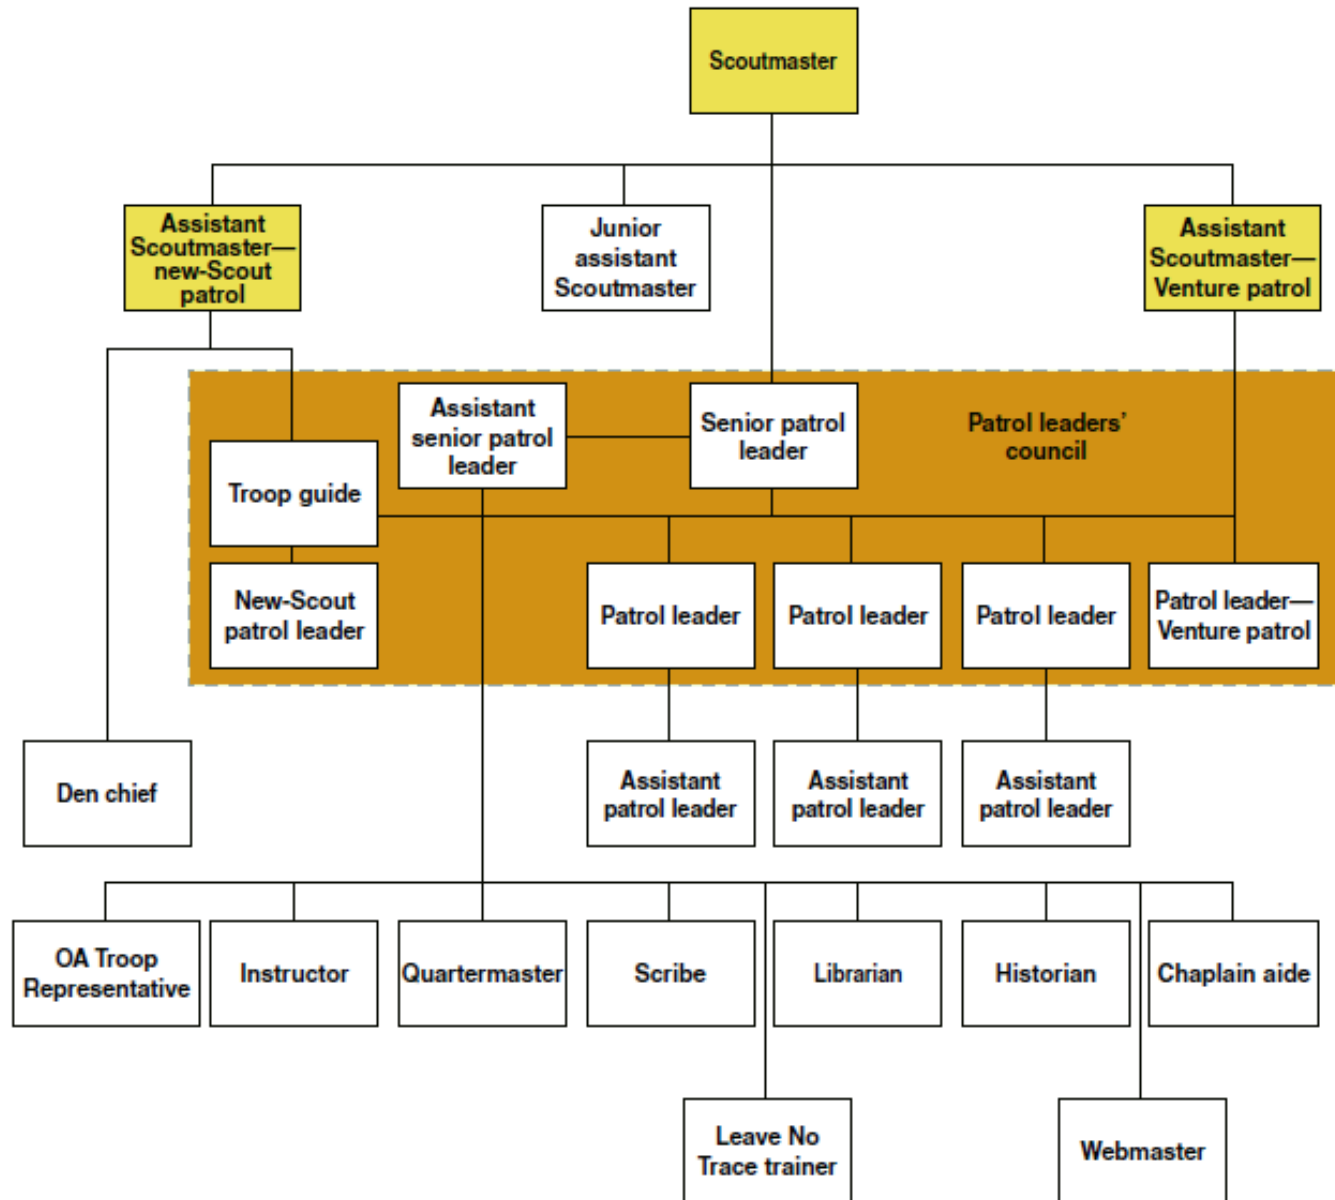 Scoutmaster
Assistant
Scoutmaster—
new-Scout
patrol
Junior
assistant
Scoutmaster
Assistant
Scoutmaster—
Venture patrol
Assistant
senior patrol
leader
Senior patrol
leader
Patrol leaders’
council
Troop guide
New-Scout
patrol leader
Patrol leader
Patrol leader
Patrol leader
Patrol leader—
Venture patrol
Den chief
Assistant
patrol leader
Assistant
patrol leader
Assistant
patrol leader
OA Troop
Representative
Instructor
Quartermaster
Scribe
Librarian
Historian
Chaplain aide
Leave No
Trace trainer
Webmaster